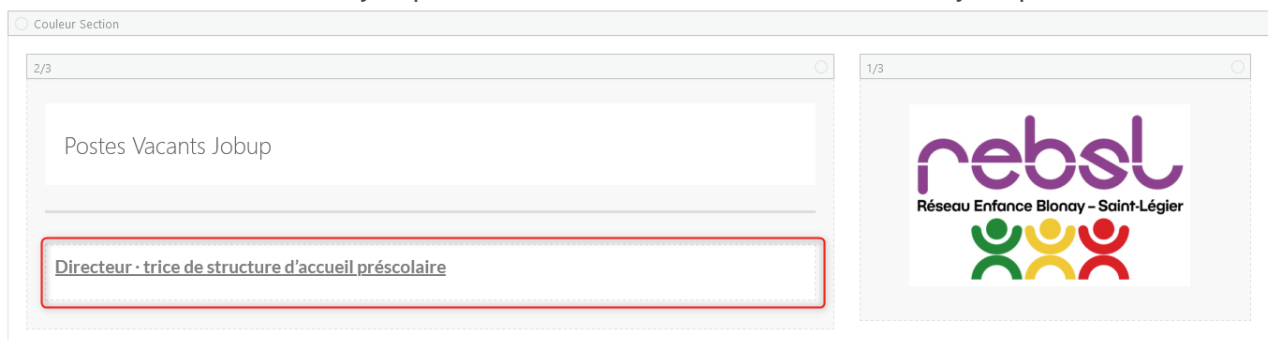 Couleur Section
2/3
Postes Vacants Jobup
Directeur · trice de structure d’accueil préscolaire
1/3
rebsl
Réseau Enfance Blonay – Saint-Légier